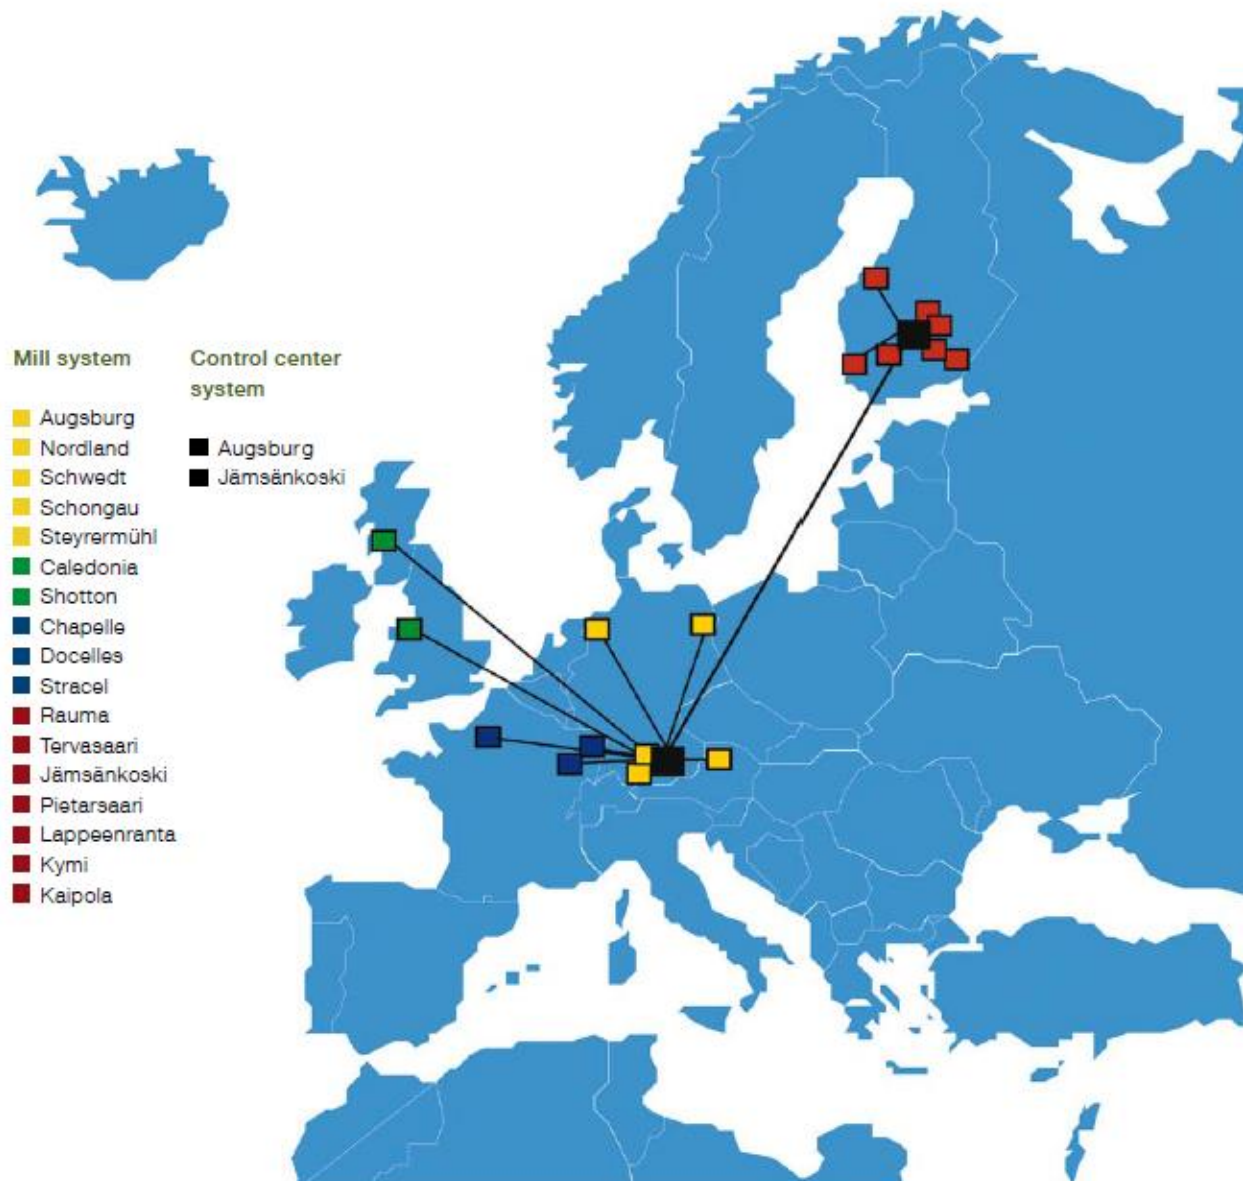 Mill system
Augsburg
Nordland
Schwedt
Schongau
Steyrermühl
Caledonia
Shotton
Chapelle
Docelles
Stracel
Rauma
Tervasaari
Jämsänkoski
Pietarsaari
Lappeenranta
Kymi
Kaipola
Control center
system
Augsburg
Jämsänkoski